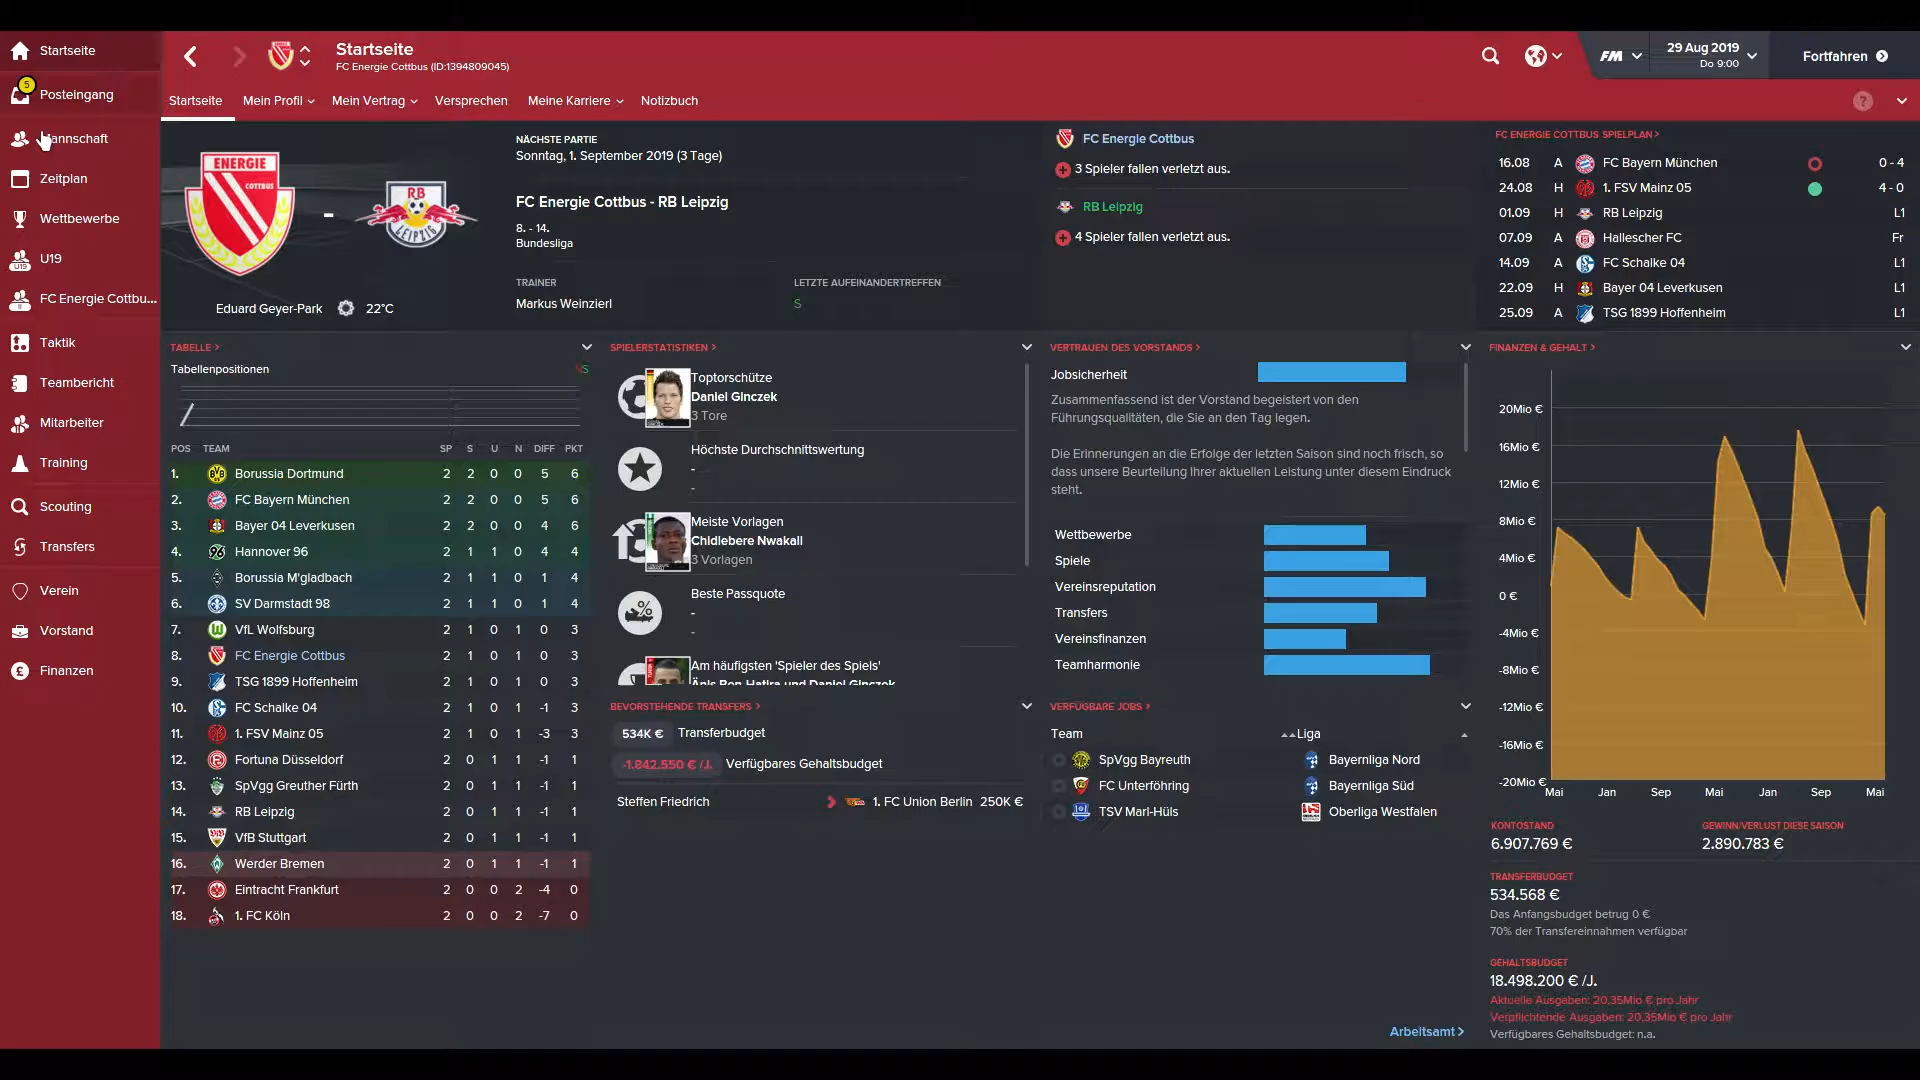 Startseite
Posteingang
5
Mannschaft
Zeitplan
Wettbewerbe
U19
FC Energie Cottbu...
Taktik
Teambericht
Mitarbeiter
Training
Scouting
Transfers
Verein
Vorstand
Finanzen
Startseite
FC Energie Cottbus (ID:1394809045)
FM
29 Aug 2019
Do 9:00
Fortfahren
Startseite Mein Profil Mein Vertrag Versprechen Meine Karriere Notizbuch
?
ENERGIE
COTTBUS
-
RB
LEIPZIG
Eduard Geyer-Park 22°C
NÄCHSTE PARTIE
Sonntag, 1. September 2019 (3 Tage)
FC Energie Cottbus - RB Leipzig
8. - 14.
Bundesliga
TRAINER
Markus Weinzierl
LETZTE AUFEINANDERTREFFEN
S
FC Energie Cottbus
3 Spieler fallen verletzt aus.
RB Leipzig
4 Spieler fallen verletzt aus.
FC ENERGIE COTTBUS SPIELPLAN >
16.08 A FC Bayern München 0 - 4
24.08 H 1. FSV Mainz 05 4 - 0
01.09 H RB Leipzig L1
07.09 A Hallescher FC Fr
14.09 A FC Schalke 04 L1
22.09 H Bayer 04 Leverkusen L1
25.09 A TSG 1899 Hoffenheim L1
TABELLE >
Tabellenpositionen
S
POS TEAM SP S U N DIFF PKT
1. Borussia Dortmund 2 2 0 0 5 6
2. FC Bayern München 2 2 0 0 5 6
3. Bayer 04 Leverkusen 2 2 0 0 4 6
4. Hannover 96 2 1 1 0 4 4
5. Borussia M'gladbach 2 1 1 0 1 4
6. SV Darmstadt 98 2 1 1 0 1 4
7. VfL Wolfsburg 2 1 0 1 0 3
8. FC Energie Cottbus 2 1 0 1 0 3
9. TSG 1899 Hoffenheim 2 1 0 1 0 3
10. FC Schalke 04 2 1 0 1 -1 3
11. 1. FSV Mainz 05 2 1 0 1 -3 3
12. Fortuna Düsseldorf 2 0 1 1 -1 1
13. SpVgg Greuther Fürth 2 0 1 1 -1 1
14. RB Leipzig 2 0 1 1 -1 1
15. VfB Stuttgart 2 0 1 1 -1 1
16. Werder Bremen 2 0 1 1 -1 1
17. Eintracht Frankfurt 2 0 0 2 -4 0
18. 1. FC Köln 2 0 0 2 -7 0
SPIELERSTATISTIKEN >
Toptorschütze
Daniel Ginczek
3 Tore
Höchste Durchschnittswertung
-
-
Meiste Vorlagen
Chidlebere Nwakall
3 Vorlagen
Beste Passquote
-
-
Am häufigsten 'Spieler des Spiels'
Änis Ben-Hatira und Daniel Ginczek
BEVORSTEHENDE TRANSFERS >
534K € Transferbudget
-1.842.550 € /J. Verfügbares Gehaltsbudget
Steffen Friedrich 1. FC Union Berlin 250K €
VERTRAUEN DES VORSTANDS >
Jobsicherheit
Zusammenfassend ist der Vorstand begeistert von den
Führungsqualitäten, die Sie an den Tag legen.
Die Erinnerungen an die Erfolge der letzten Saison sind noch frisch, so
dass unsere Beurteilung Ihrer aktuellen Leistung unter diesem Eindruck
steht.
Wettbewerbe
Spiele
Vereinsreputation
Transfers
Vereinsfinanzen
Teamharmonie
VERFÜGBARE JOBS >
Team Liga
SpVgg Bayreuth Bayernliga Nord
FC Unterföhring Bayernliga Süd
TSV Marl-Hüls Oberliga Westfalen
Arbeitsamt >
FINANZEN & GEHALT >
20Mio €
16Mio €
12Mio €
8Mio €
4Mio €
0 €
-4Mio €
-8Mio €
-12Mio €
-16Mio €
-20Mio €
Mai Jan Sep Mai Jan Sep Mai
KONTOSTAND
6.907.769 €
GEWINN/VERLUST DIESE SAISON
2.890.783 €
TRANSFERBUDGET
534.568 €
Das Anfangsbudget betrug 0 €
70% der Transfereinnahmen verfügbar
GEHALTSBUDGET
18.498.200 € /J.
Aktuelle Ausgaben: 20,35Mio € pro Jahr
Verpflichtende Ausgaben: 20,35Mio € pro Jahr
Verfügbares Gehaltsbudget: n.a.